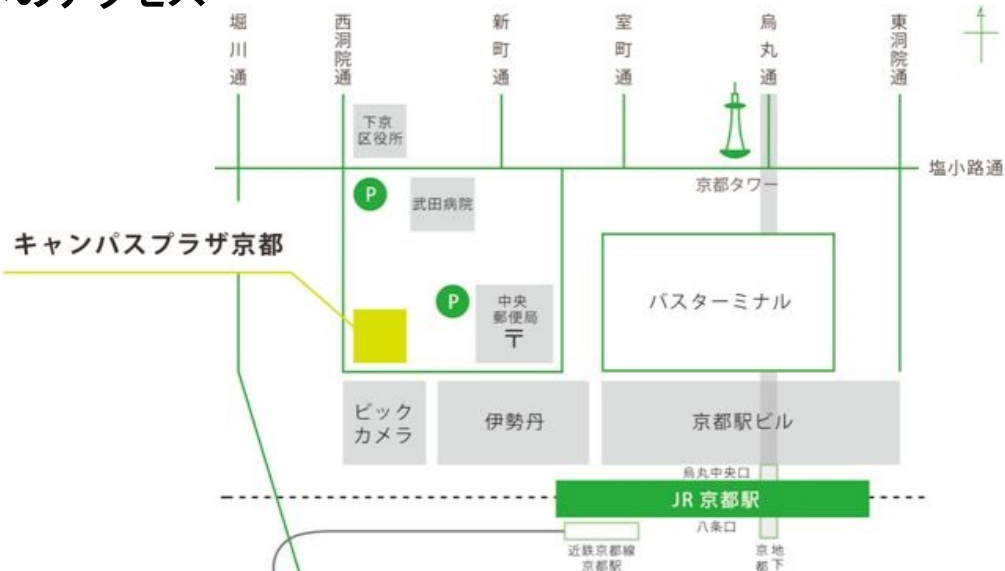 のアクセス
堀川通
西洞院通
新町通
室町通
烏丸通
東洞院通
下京
区役所
塩小路通
京都タワー
P
武田病院
キャンパスプラザ京都
P
中央
郵便局
〒
バスターミナル
ビック
カメラ
伊勢丹
京都駅ビル
烏丸中央口
JR 京都駅
八条口
近鉄京都線
京都駅
地下
京都